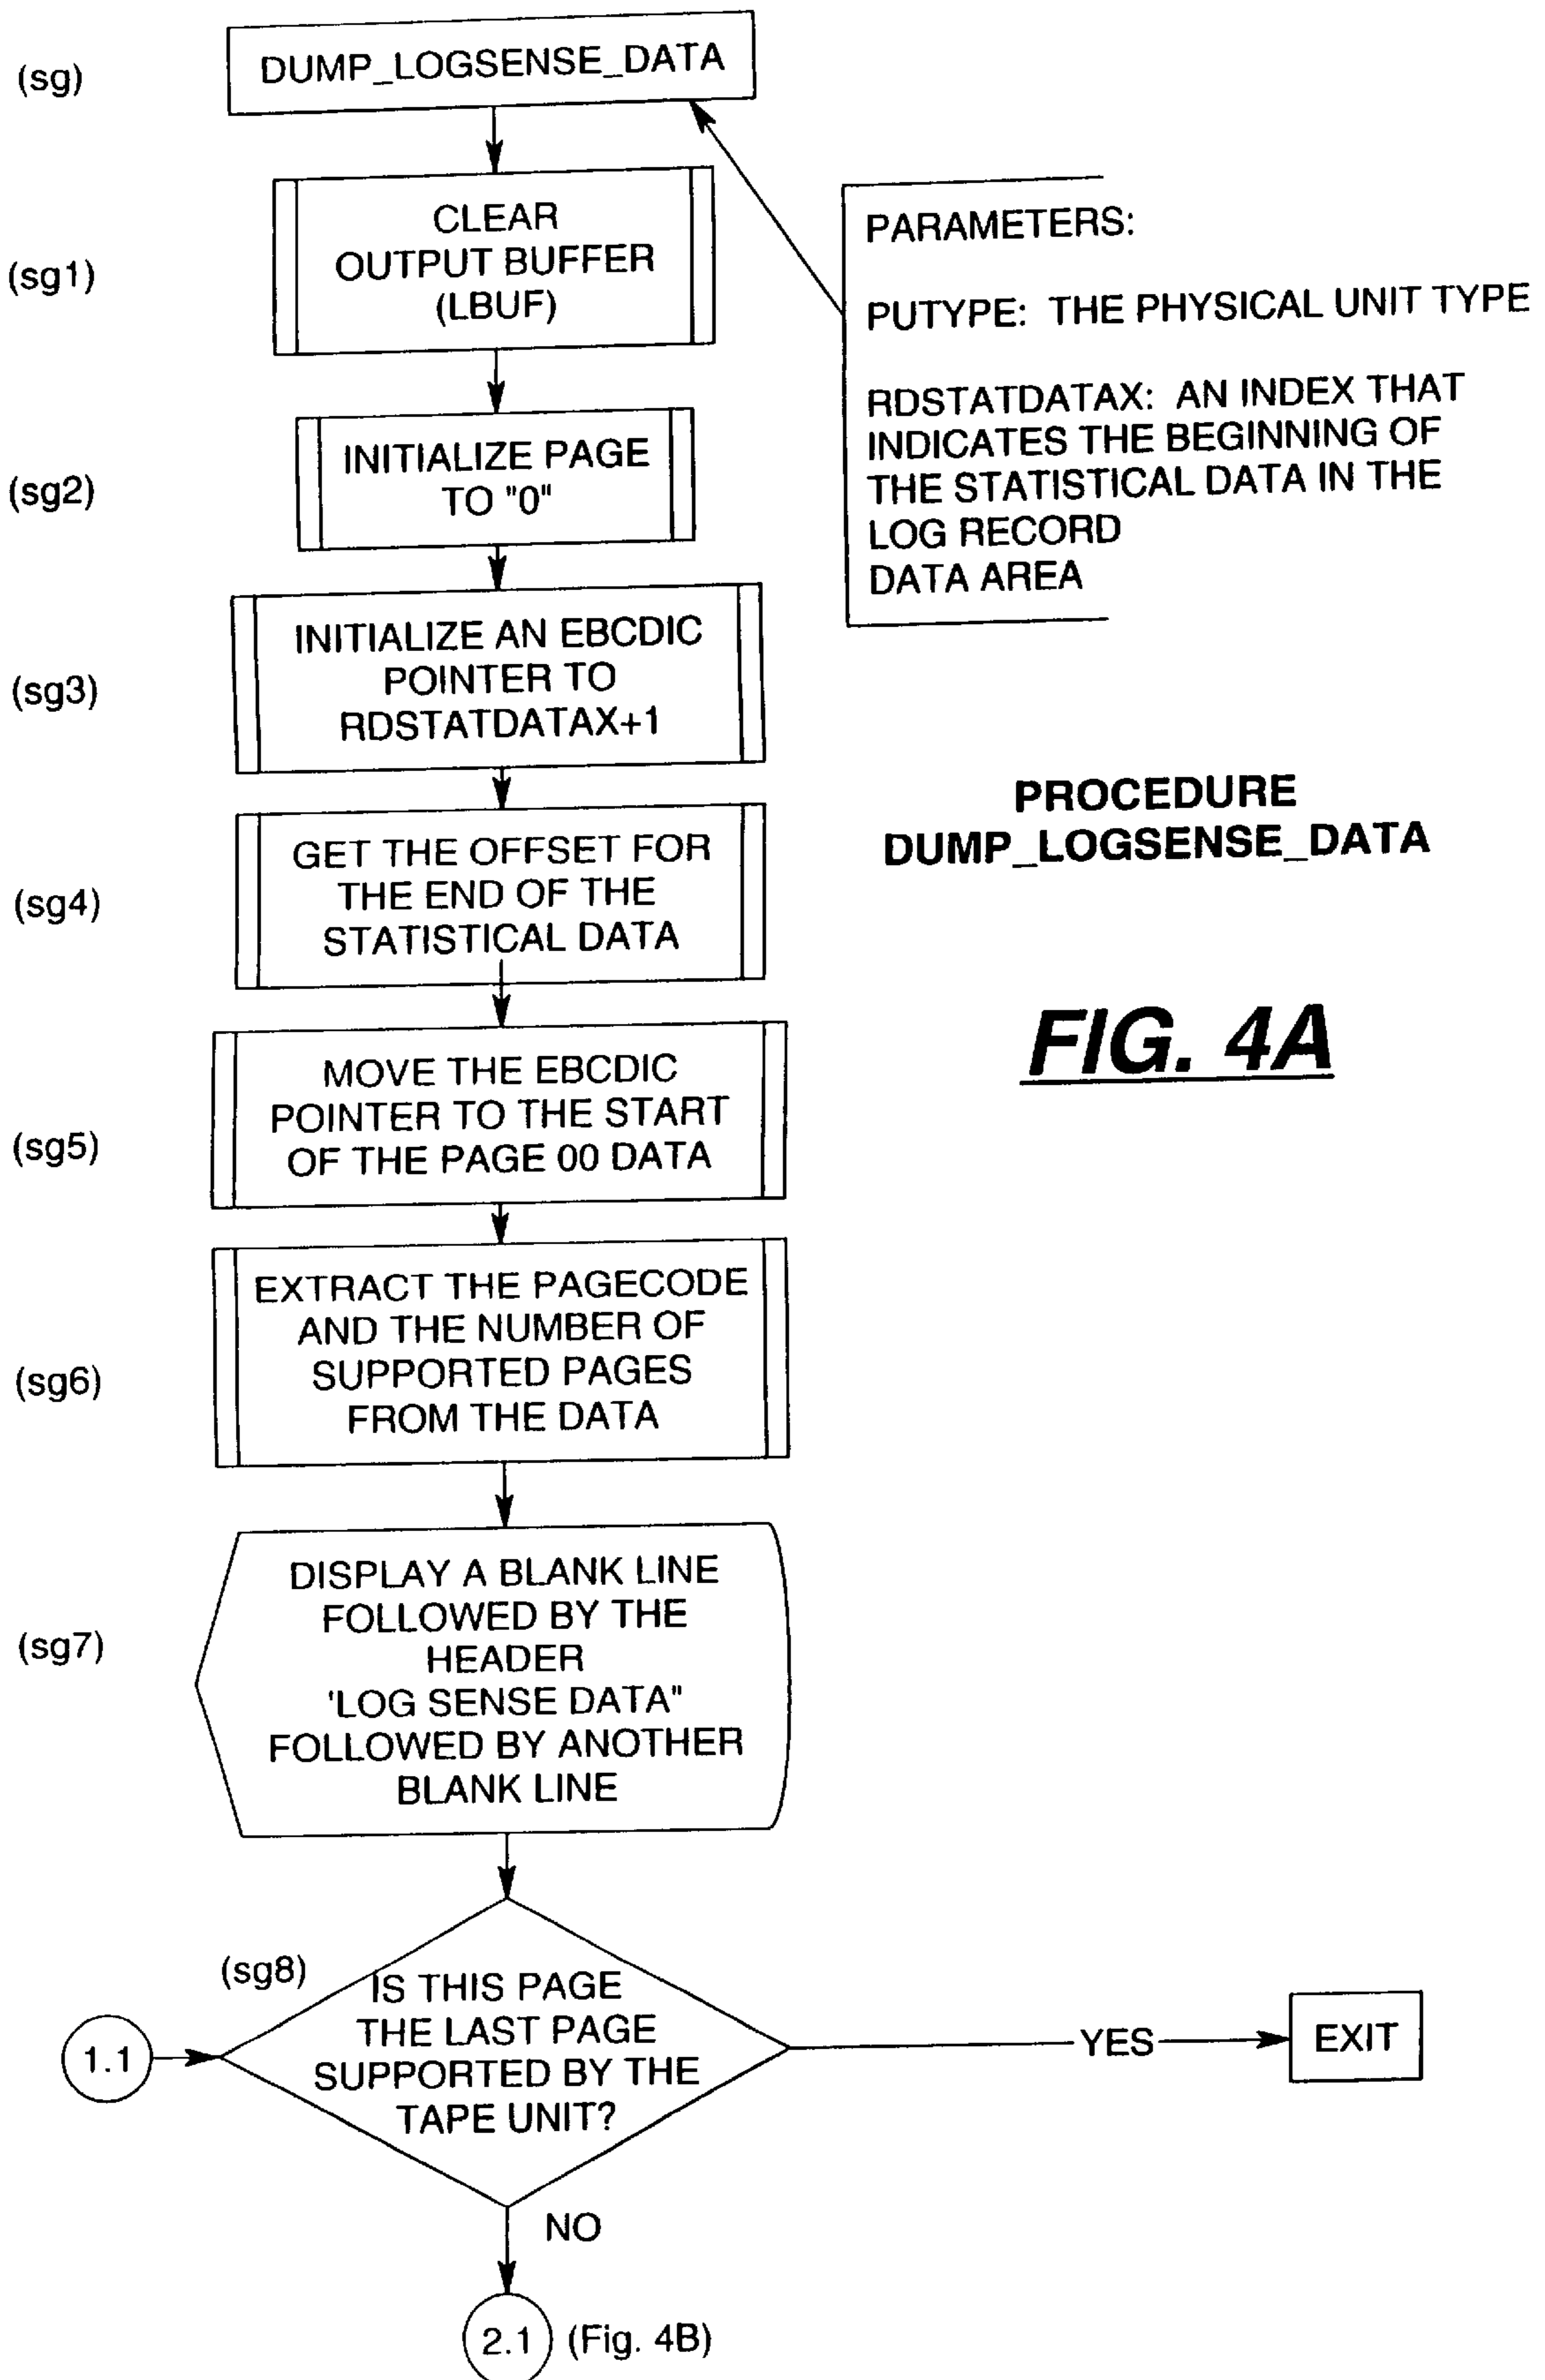 (sg)
DUMP_LOGSENSE_DATA
(sg1)
CLEAR
OUTPUT BUFFER
(LBUF)
PARAMETERS:
PUTYPE: THE PHYSICAL UNIT TYPE
RDSTATDATAX: AN INDEX THAT
INDICATES THE BEGINNING OF
THE STATISTICAL DATA IN THE
LOG RECORD
DATA AREA
(sg2)
INITIALIZE PAGE
TO "0"
(sg3)
INITIALIZE AN EBCDIC
POINTER TO
RDSTATDATAX+1
PROCEDURE
DUMP_LOGSENSE_DATA
(sg4)
GET THE OFFSET FOR
THE END OF THE
STATISTICAL DATA
FIG. 4A
(sg5)
MOVE THE EBCDIC
POINTER TO THE START
OF THE PAGE 00 DATA
(sg6)
EXTRACT THE PAGECODE
AND THE NUMBER OF
SUPPORTED PAGES
FROM THE DATA
(sg7)
DISPLAY A BLANK LINE
FOLLOWED BY THE
HEADER
'LOG SENSE DATA"
FOLLOWED BY ANOTHER
BLANK LINE
(sg8)
1.1
IS THIS PAGE
THE LAST PAGE
SUPPORTED BY THE
TAPE UNIT?
YES
EXIT
NO
2.1 (Fig. 4B)